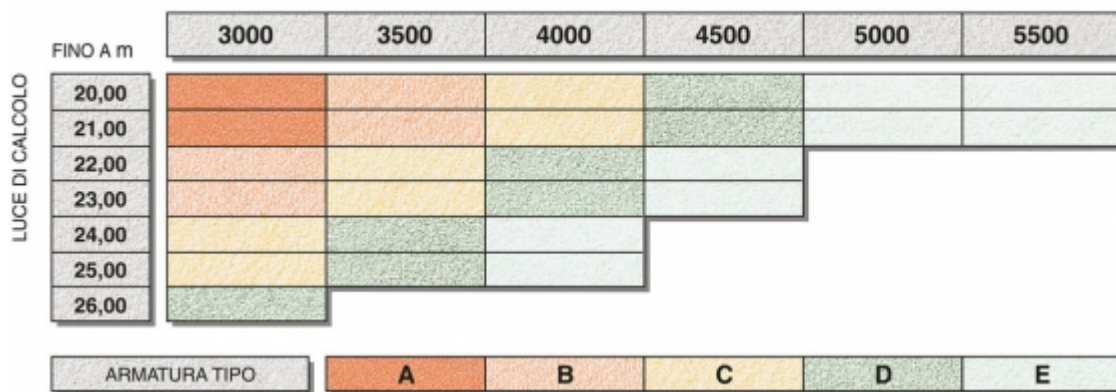 3000 3500 4000 4500 5000 5500
FINO A m
LUCE DI CALCOLO
20,00
21,00
22,00
23,00
24,00
25,00
26,00
ARMATURA TIPO A B C D E